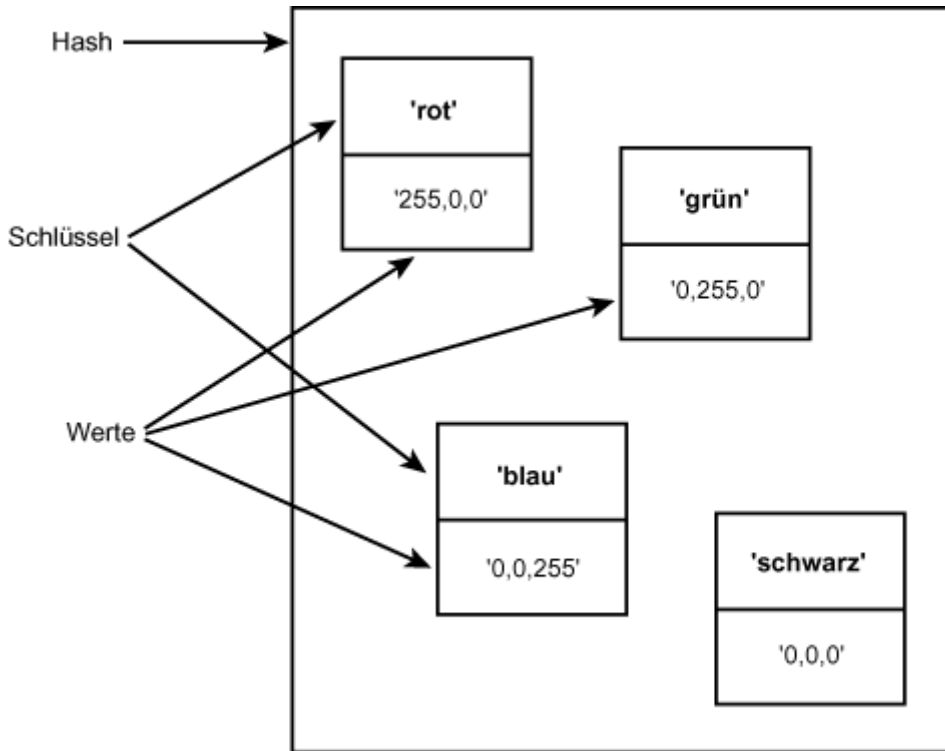 Hash
'rot'
'255,0,0'
'grün'
Schlüssel
'0,255,0'
Werte
'blau'
'0,0,255'
'schwarz'
'0,0,0'